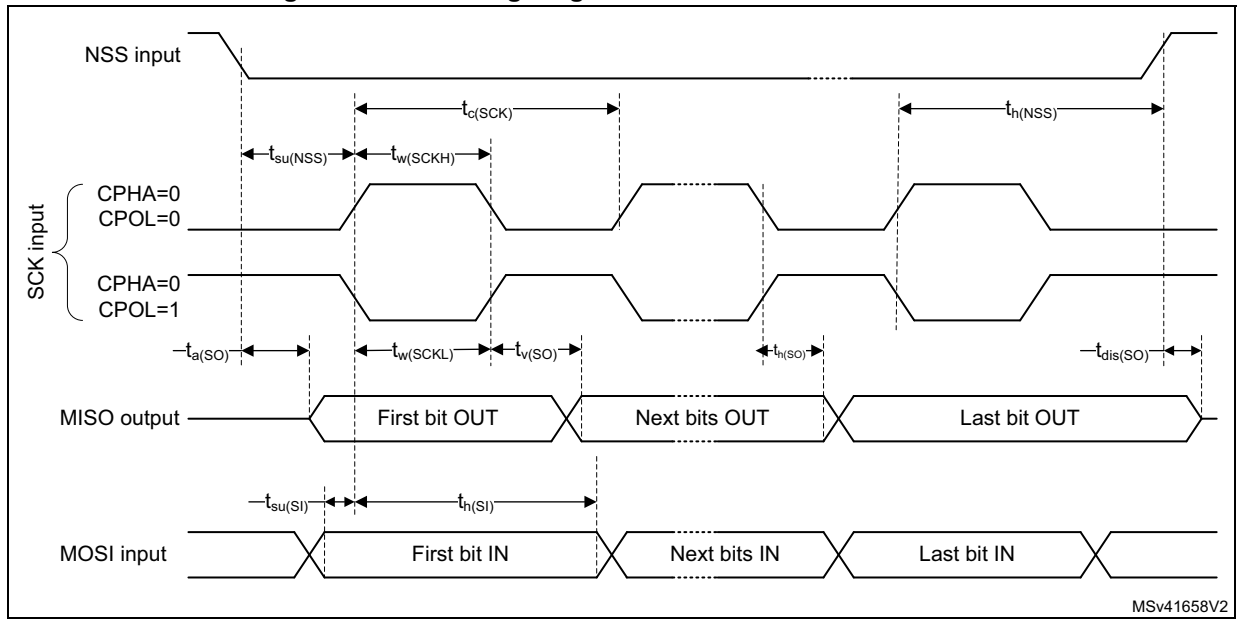 NSS input
tc(SCK)
th(NSS)
tsu(NSS)
tw(SCKH)
SCK input
CPHA=0
CPOL=0
CPHA=0
CPOL=1
ta(SO)
tw(SCKL)
tv(SO)
th(SO)
tdis(SO)
MISO output
First bit OUT
Next bits OUT
Last bit OUT
tsu(SI)
th(SI)
MOSI input
First bit IN
Next bits IN
Last bit IN
MSv41658V2